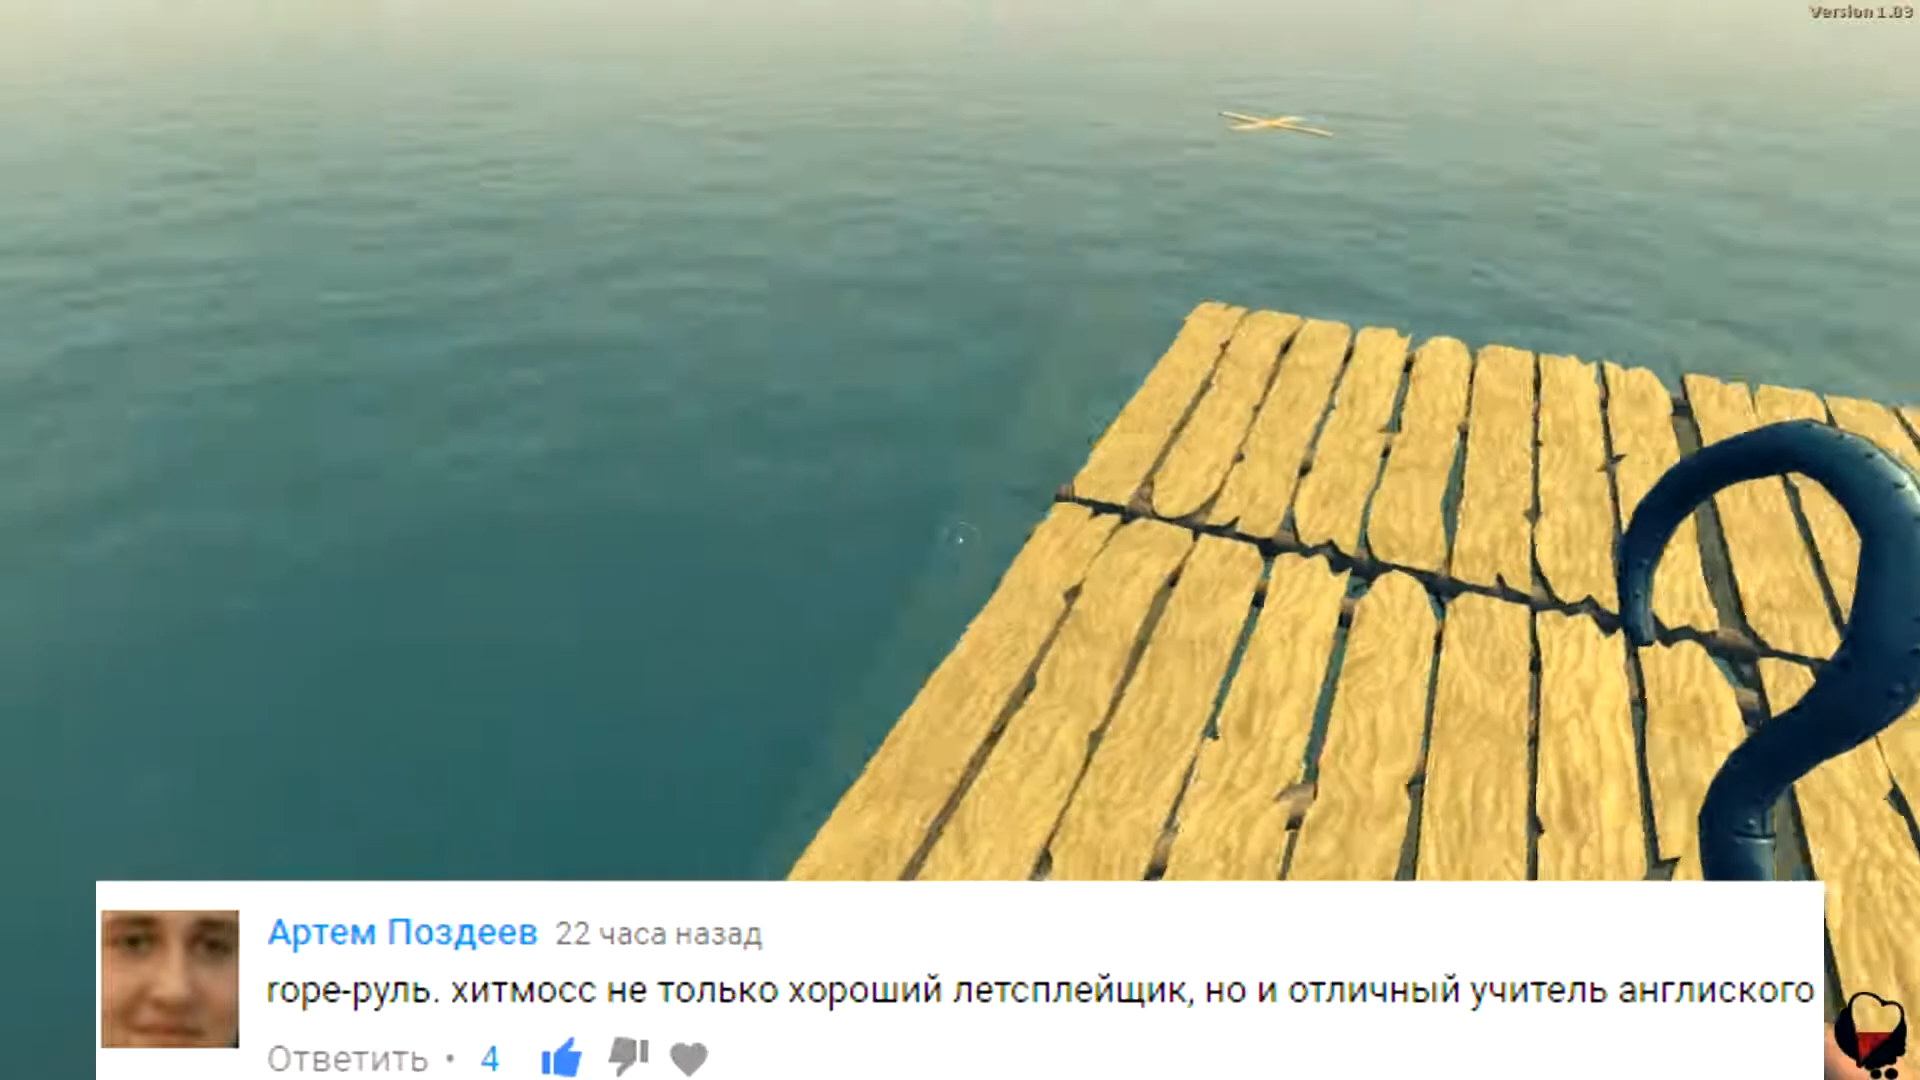 Version 1.03
Артем Поздеев 22 часа назад
rope-руль. хитмосс не только хороший летсплейщик, но и отличный учитель англиского
Ответить • 4